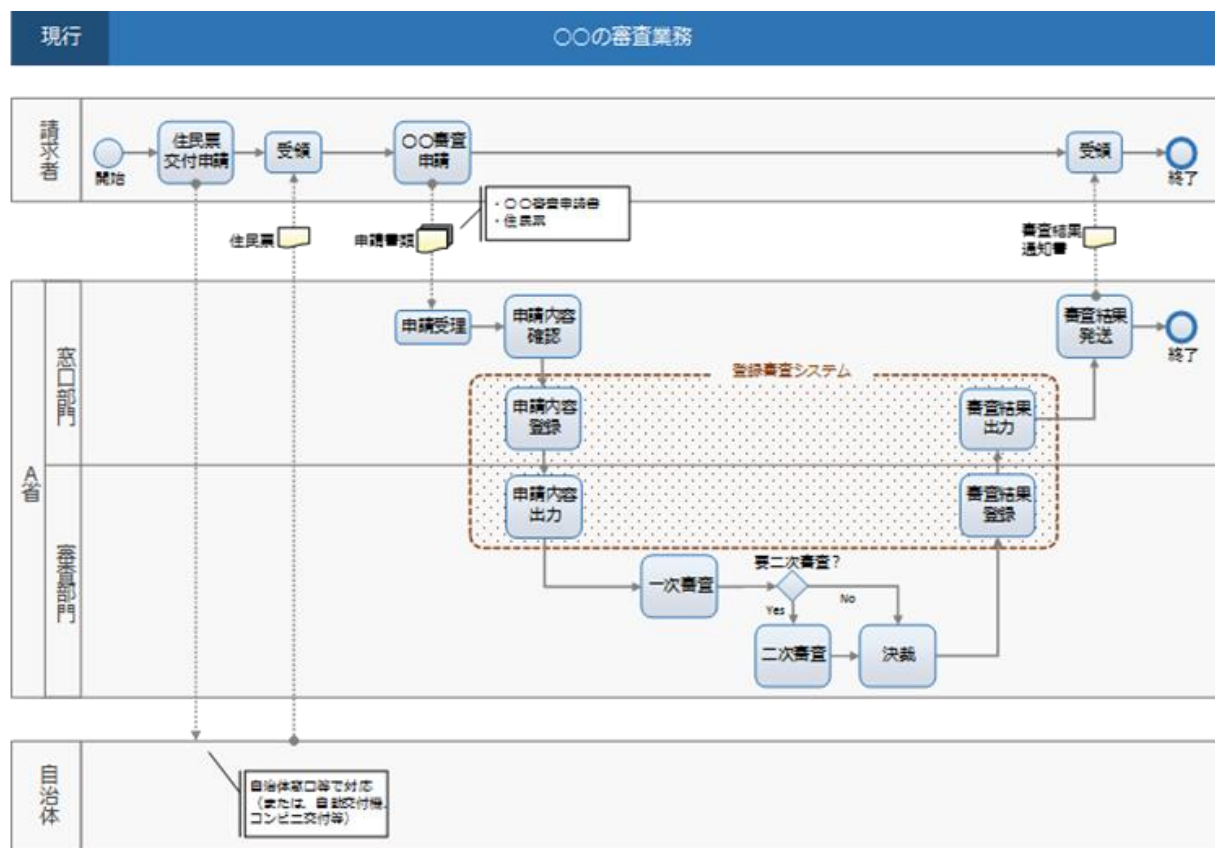 現行
〇〇の審査業務
請求者
開始
住民票
交付申請
受領
〇〇審査
申請
受領
終了
・〇〇審査申請書
・住民票
住民票
申請書類
審査結果
通知書
A省
窓口部門
申請受理
申請内容
確認
審査結果
発送
終了
登録審査システム
申請内容
登録
審査結果
出力
審査部門
申請内容
出力
審査結果
登録
一次審査
要二次審査?
Yes
No
二次審査
決裁
自治体
自治体窓口等で対応
(または、自動交付機、
コンビニ交付等)